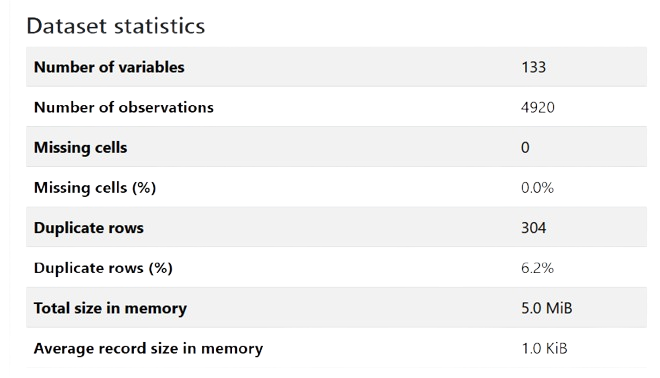 Dataset statistics
Number of variables 133
Number of observations 4920
Missing cells 0
Missing cells (%) 0.0%
Duplicate rows 304
Duplicate rows (%) 6.2%
Total size in memory 5.0 MiB
Average record size in memory 1.0 KiB